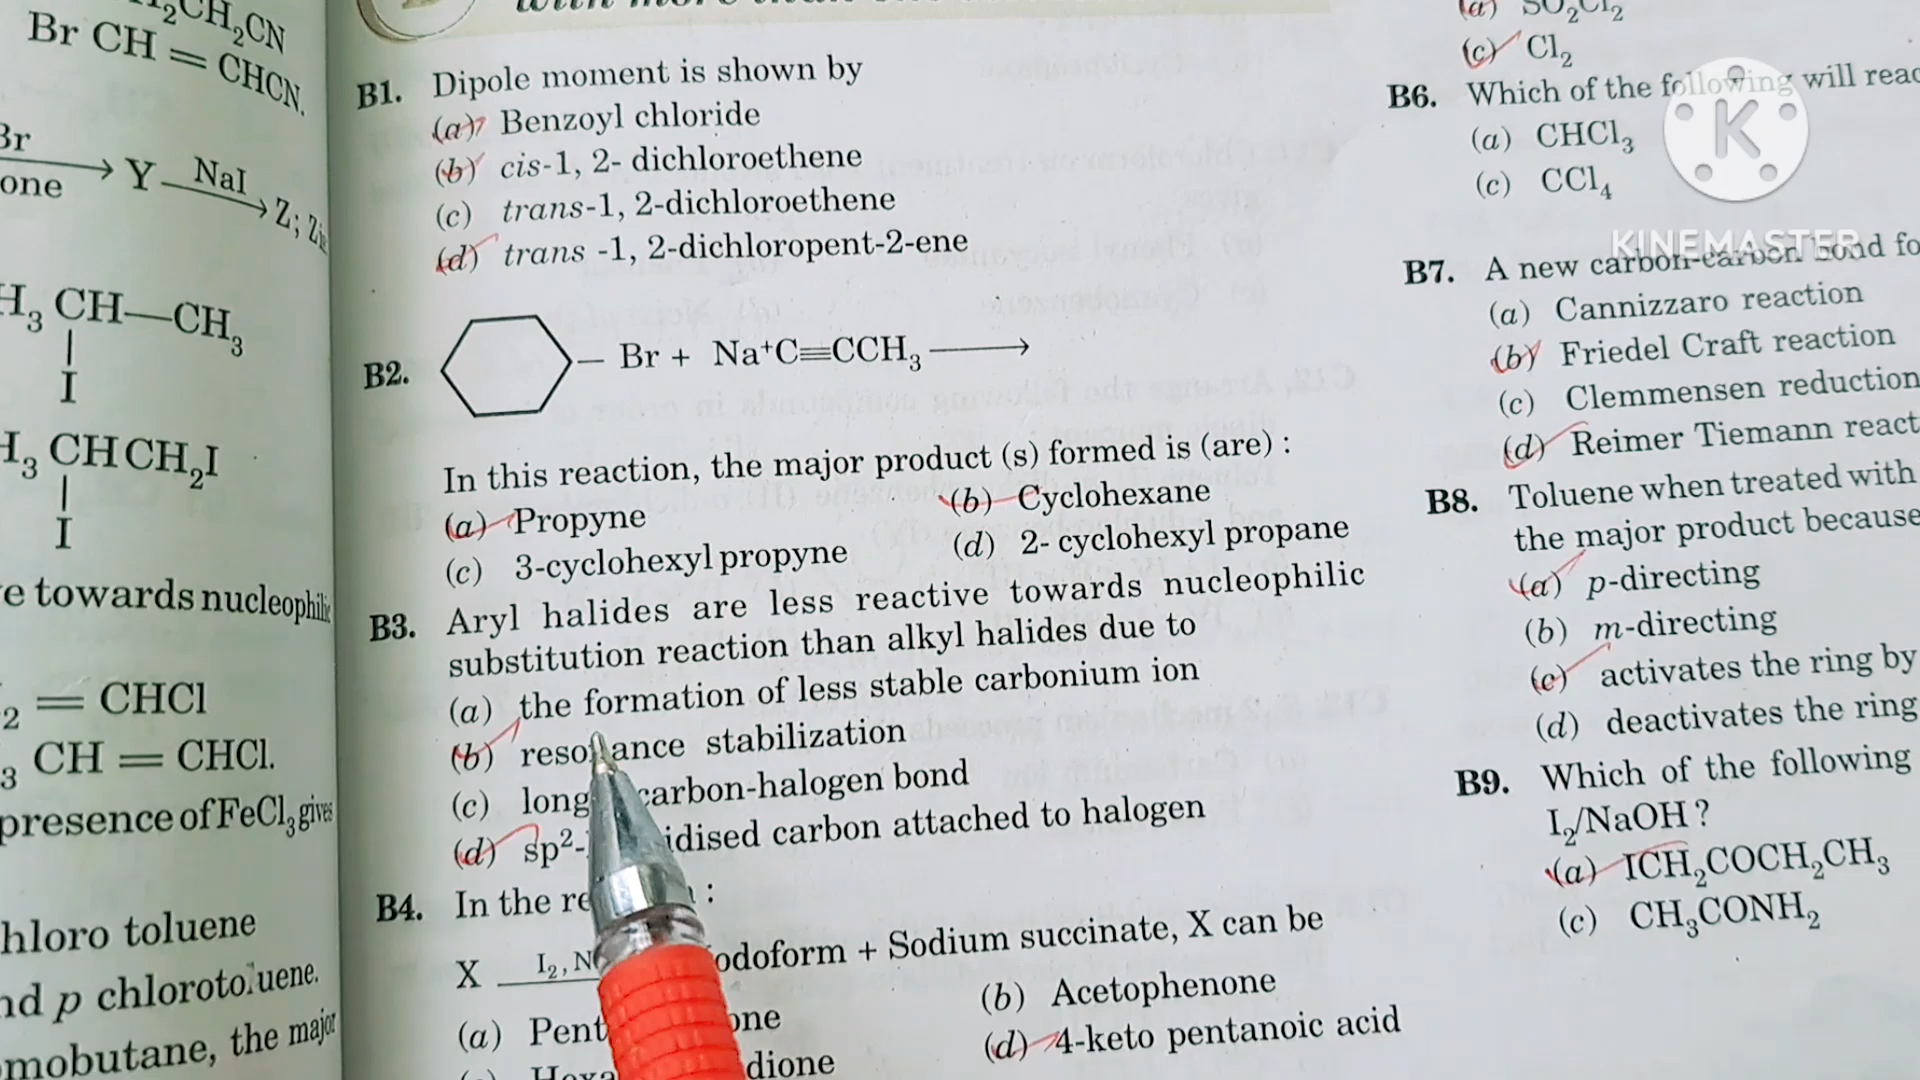 CH₂CN
Br CH = CHCN.
Br
one
Y
NaI
Z;
H₃ CH—CH₃
I
H₃ CHCH₂I
I
e towards nucleophilic
2 = CHCl
3 CH = CHCl.
presence of FeCl₃ gives
hloro toluene
nd p chlorotoluene.
mobutane, the major
B1. Dipole moment is shown by
(a) Benzoyl chloride
(b) cis-1, 2- dichloroethene
(c) trans-1, 2-dichloroethene
(d) trans -1, 2-dichloropent-2-ene
B2. — Br + Na⁺C≡CCH₃ ⟶
In this reaction, the major product (s) formed is (are) :
(a) Propyne (b) Cyclohexane
(c) 3-cyclohexyl propyne (d) 2- cyclohexyl propane
B3. Aryl halides are less reactive towards nucleophilic
substitution reaction than alkyl halides due to
(a) the formation of less stable carbonium ion
(b) resonance stabilization
(c) long carbon-halogen bond
(d) sp²- idised carbon attached to halogen
B4. In the re :
X I₂, N odoform + Sodium succinate, X can be
(a) Pent one (b) Acetophenone
dione (d) 4-keto pentanoic acid
(a) SO₂Cl₂
(c) Cl₂
B6. Which of the following will reac
(a) CHCl₃
(c) CCl₄
B7. A new carbon-carbon bond fo
(a) Cannizzaro reaction
(b) Friedel Craft reaction
(c) Clemmensen reduction
(d) Reimer Tiemann react
B8. Toluene when treated with
the major product because
(a) p-directing
(b) m-directing
(c) activates the ring by
(d) deactivates the ring
B9. Which of the following
I₂/NaOH ?
(a) ICH₂COCH₂CH₃
(c) CH₃CONH₂
K
KINEMASTER